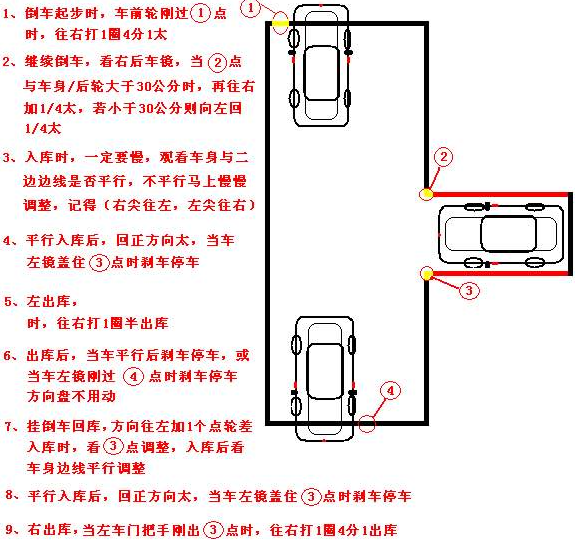 1、倒车起步时，车前轮刚过①点
时，往右打1圈4分1太
2、继续倒车，看右后车镜，当②点
与车身/后轮大于30公分时，再往右
加1/4太，若小于30公分则向左回
1/4太
3、入库时，一定要慢，观看车身与二
边边线是否平行，不平行马上慢慢
调整，记得（右尖往左，左尖往右）
4、平行入库后，回正方向太，当车
左镜盖住③点时刹车停车
5、左出库，
时，往右打1圈半出库
6、出库后，当车平行后刹车停车，或
当车左镜刚过④点时刹车停车
方向盘不用动
7、挂倒车回库，方向往左加1个点轮差
入库时，看③点调整，入库后看
车身边线平行调整
8、平行入库后，回正方向太，当车左镜盖住③点时刹车停车
9、右出库，当左车门把手刚出③点时，往右打1圈4分1出库
①
②
③
④